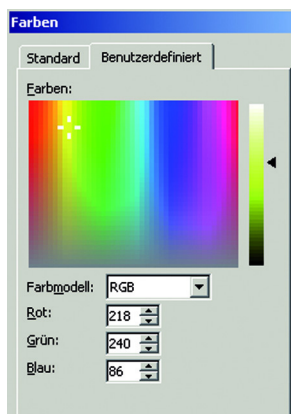 Farben
Standard Benutzerdefiniert
Farben:
Farbmodell: RGB
Rot: 218
Grün: 240
Blau: 86